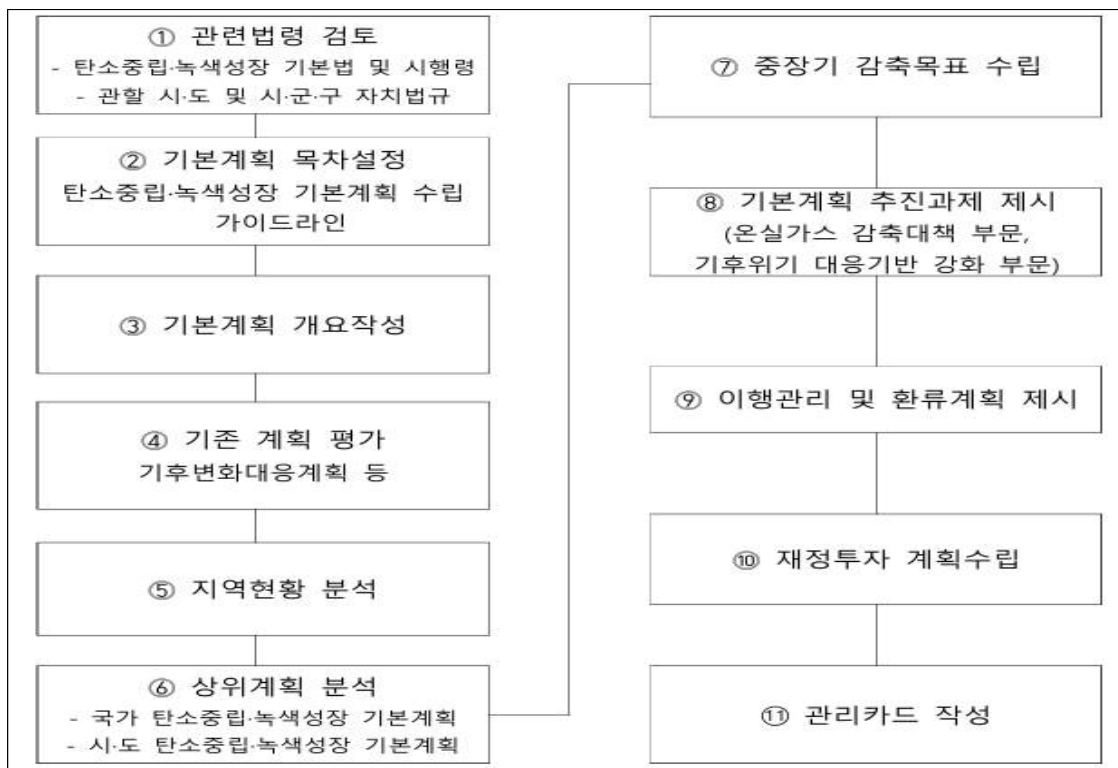 ① 관련법령 검토
- 탄소중립·녹색성장 기본법 및 시행령
- 관할 시·도 및 시·군·구 자치법규
② 기본계획 목차설정
탄소중립·녹색성장 기본계획 수립
가이드라인
③ 기본계획 개요작성
④ 기존 계획 평가
기후변화대응계획 등
⑤ 지역현황 분석
⑥ 상위계획 분석
- 국가 탄소중립·녹색성장 기본계획
- 시·도 탄소중립·녹색성장 기본계획
⑦ 중장기 감축목표 수립
⑧ 기본계획 추진과제 제시
(온실가스 감축대책 부문,
기후위기 대응기반 강화 부문)
⑨ 이행관리 및 환류계획 제시
⑩ 재정투자 계획수립
⑪ 관리카드 작성